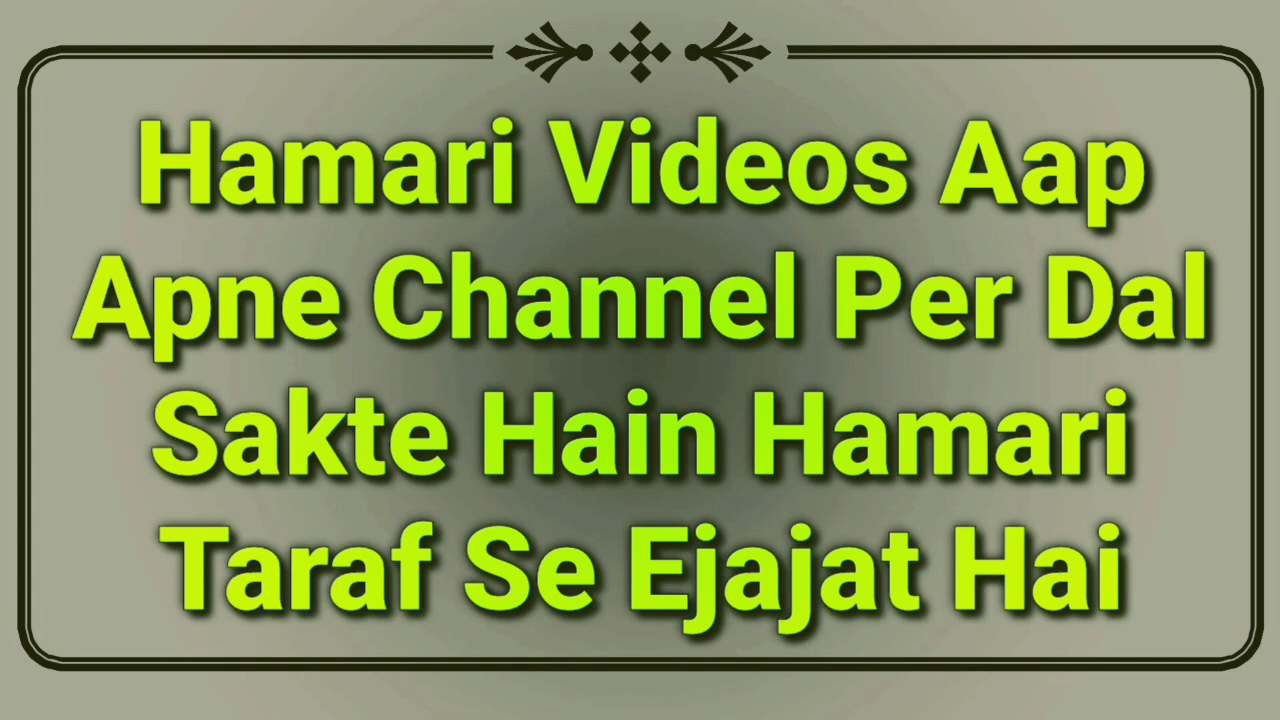 Hamari Videos Aap
Apne Channel Per Dal
Sakte Hain Hamari
Taraf Se Ejajat Hai